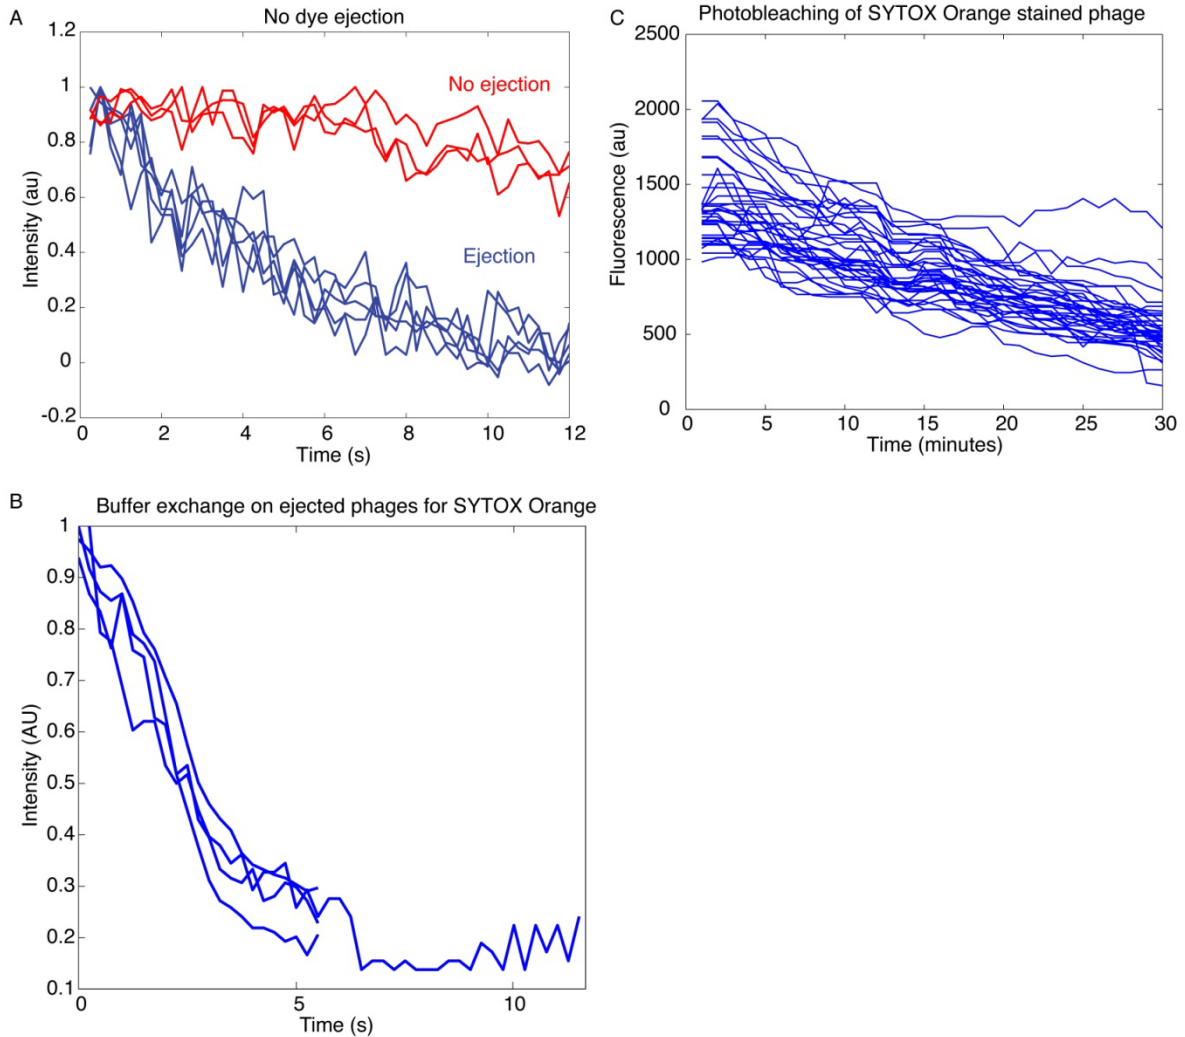 A
No dye ejection
1.2
1
0.8
0.6
0.4
0.2
0
-0.2
Intensity (au)
No ejection
Ejection
0 2 4 6 8 10 12
Time (s)
C
Photobleaching of SYTOX Orange stained phage
2500
2000
1500
1000
500
0
Fluorescence (au)
0 5 10 15 20 25 30
Time (minutes)
B
Buffer exchange on ejected phages for SYTOX Orange
1
0.9
0.8
0.7
0.6
0.5
0.4
0.3
0.2
0.1
Intensity (AU)
0 5 10
Time (s)